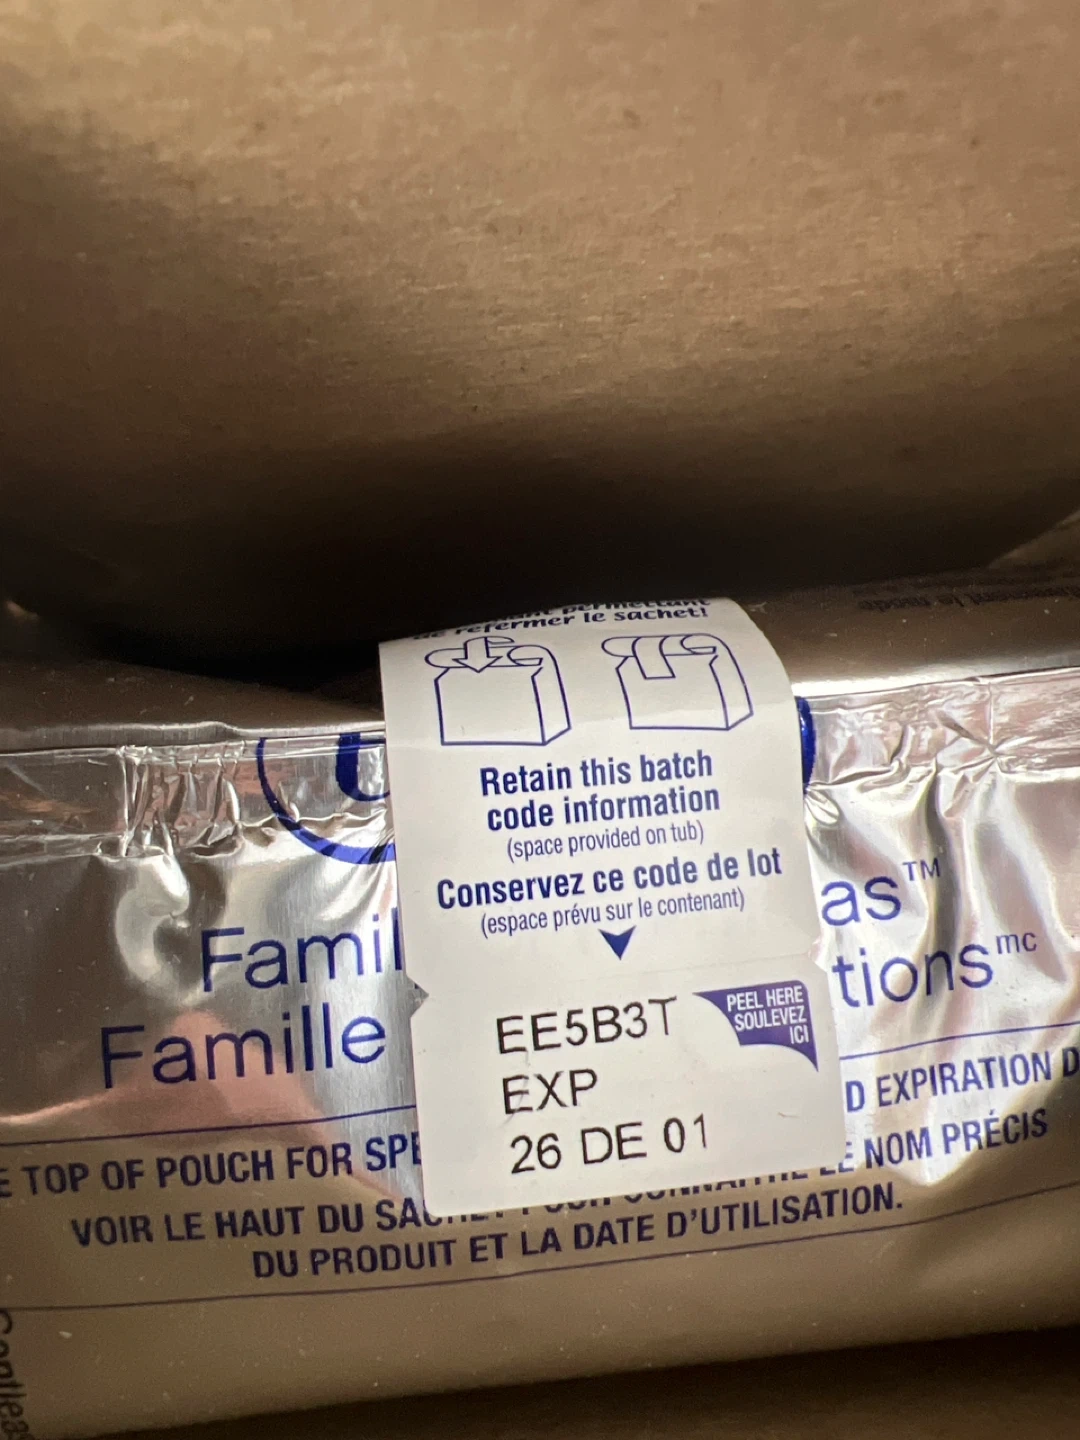 refermer le sachet!
Retain this batch
code information
(space provided on tub)
Conservez ce code de lot
(espace prévu sur le contenant)
EE5B3T
EXP
26 DE 01
PEEL HERE
SOULEVEZ
ICI
Famil as™
Famille tions mc
D EXPIRATION D
TOP OF POUCH FOR SPE
LE NOM PRÉCIS
VOIR LE HAUT DU
DU PRODUIT ET LA DATE D'UTILISATION.